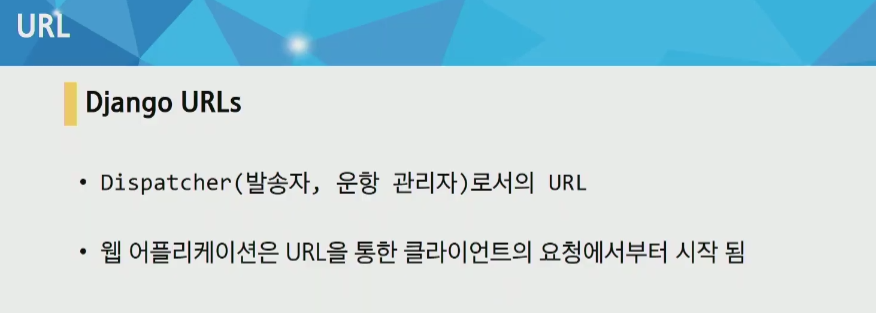 URL
Django URLs
• Dispatcher(발송자, 운항 관리자)로서의 URL
• 웹 어플리케이션은 URL을 통한 클라이언트의 요청에서부터 시작 됨